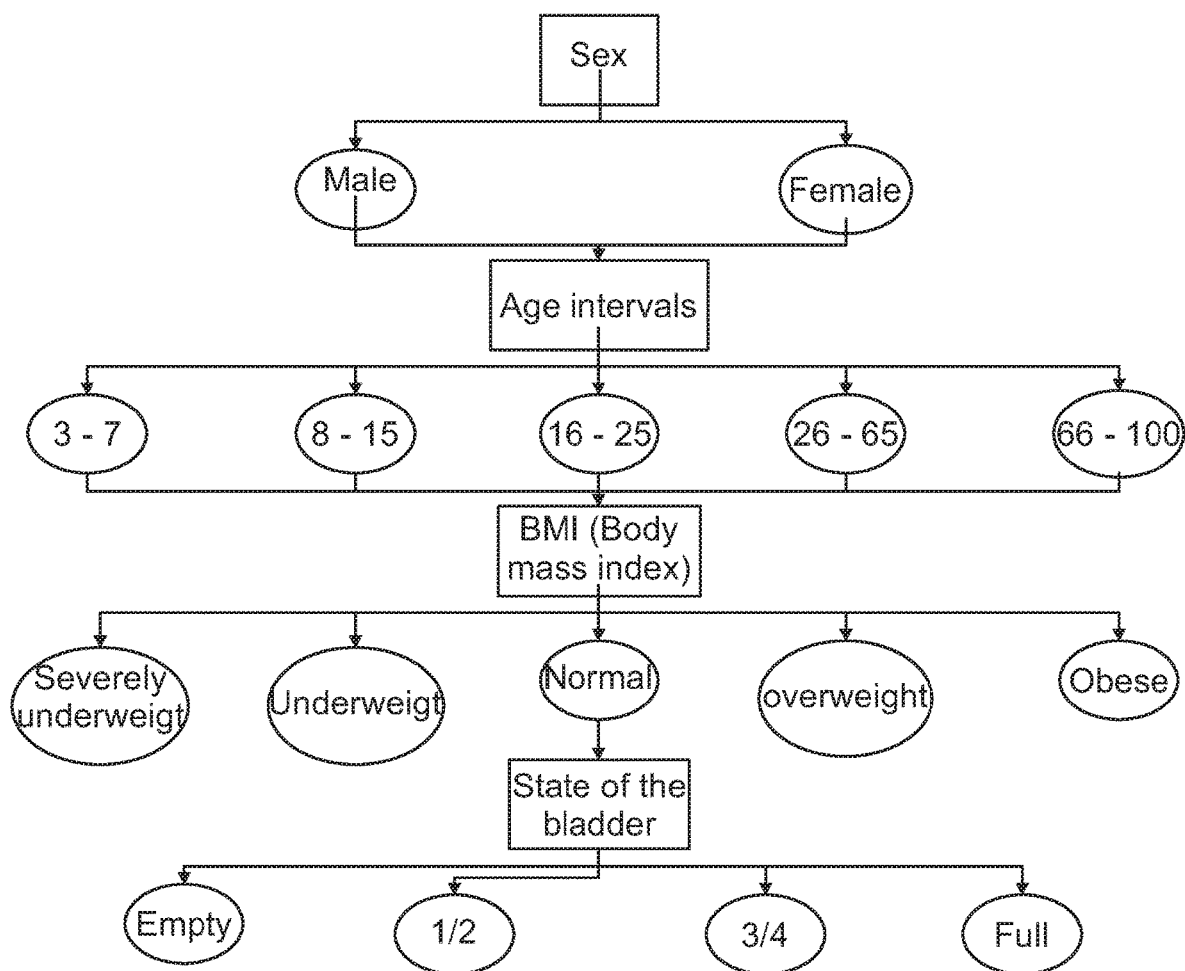 Sex
Male
Female
Age intervals
3 - 7
8 - 15
16 - 25
26 - 65
66 - 100
BMI (Body
mass index)
Severely
underweigt
Underweigt
Normal
overweight
Obese
State of the
bladder
Empty
1/2
3/4
Full